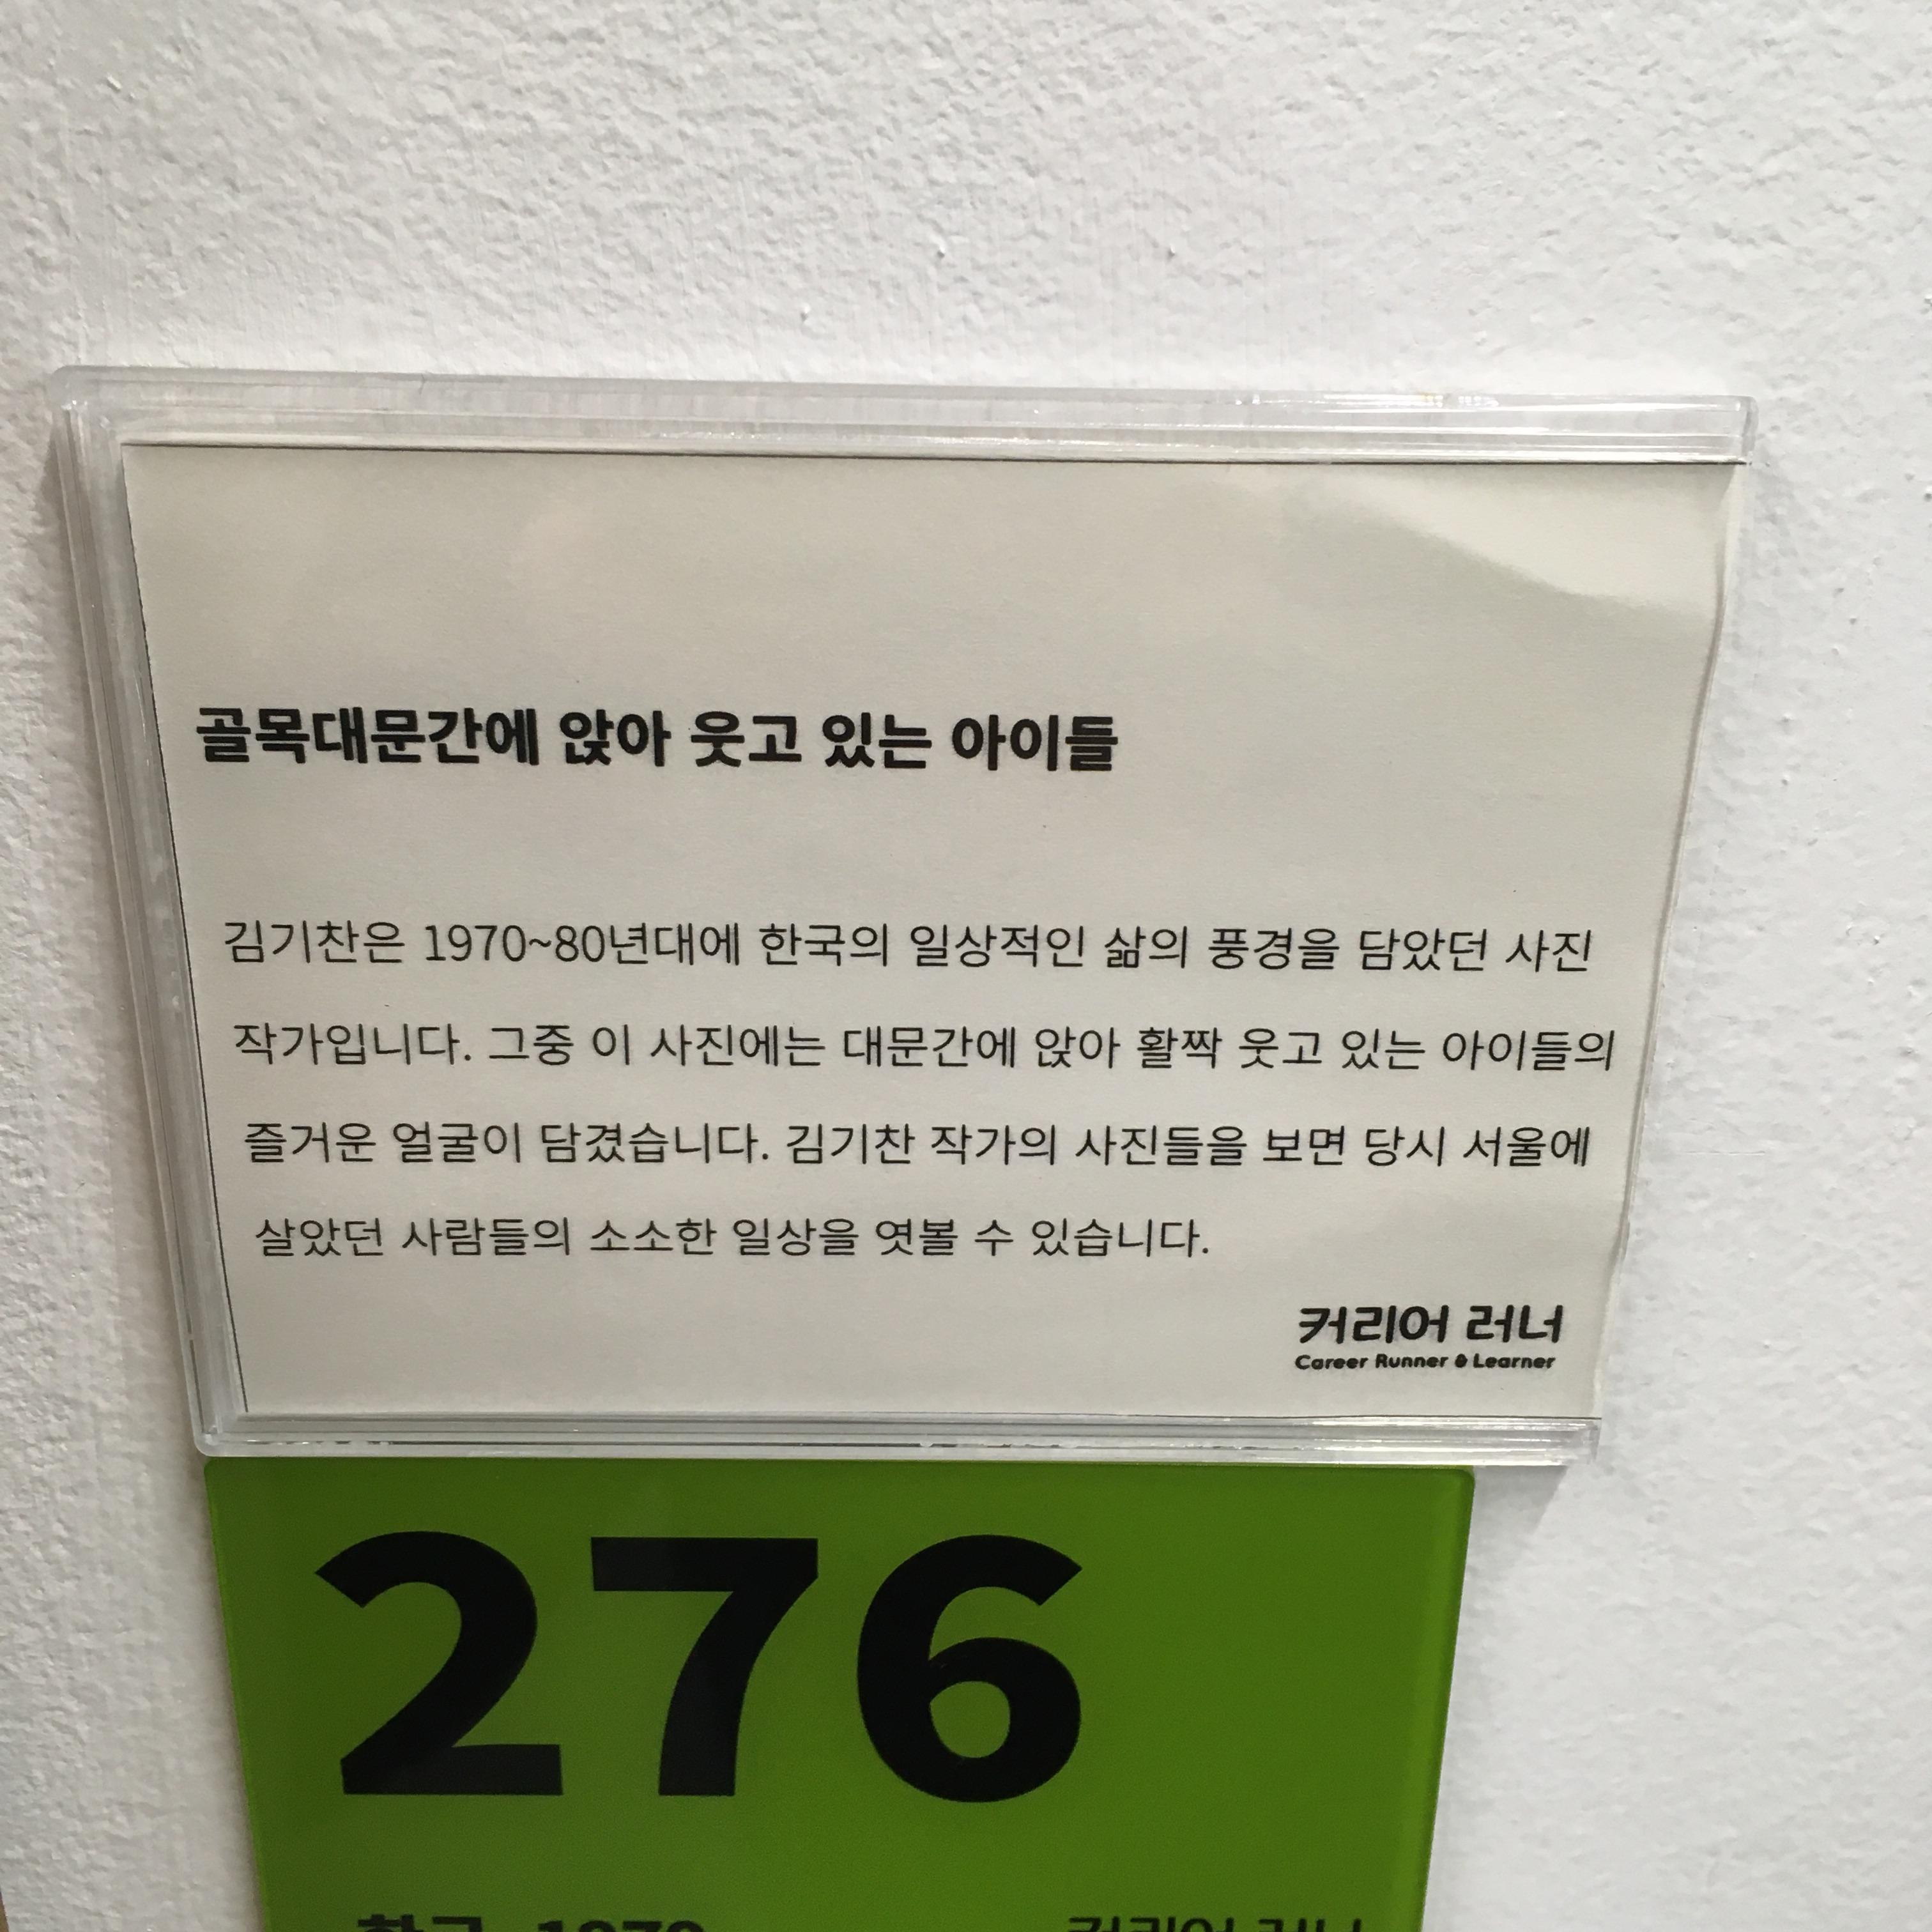 골목대문간에 앉아 웃고 있는 아이들
김기찬은 1970~80년대에 한국의 일상적인 삶의 풍경을 담았던 사진
작가입니다. 그중 이 사진에는 대문간에 앉아 활짝 웃고 있는 아이들의
즐거운 얼굴이 담겼습니다. 김기찬 작가의 사진들을 보면 당시 서울에
살았던 사람들의 소소한 일상을 엿볼 수 있습니다.
커리어 러너
Career Runner & Learner
276
커리어 러너